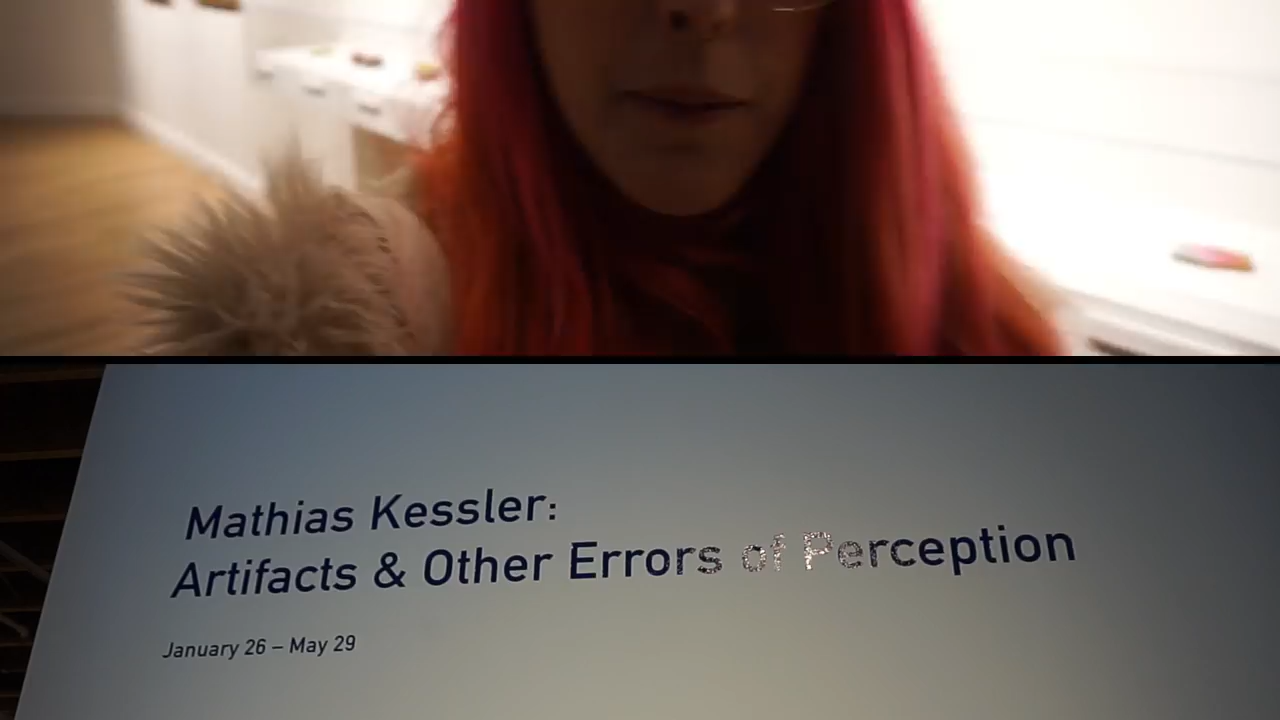 Mathias Kessler:
Artifacts & Other Errors of Perception
January 26 – May 29